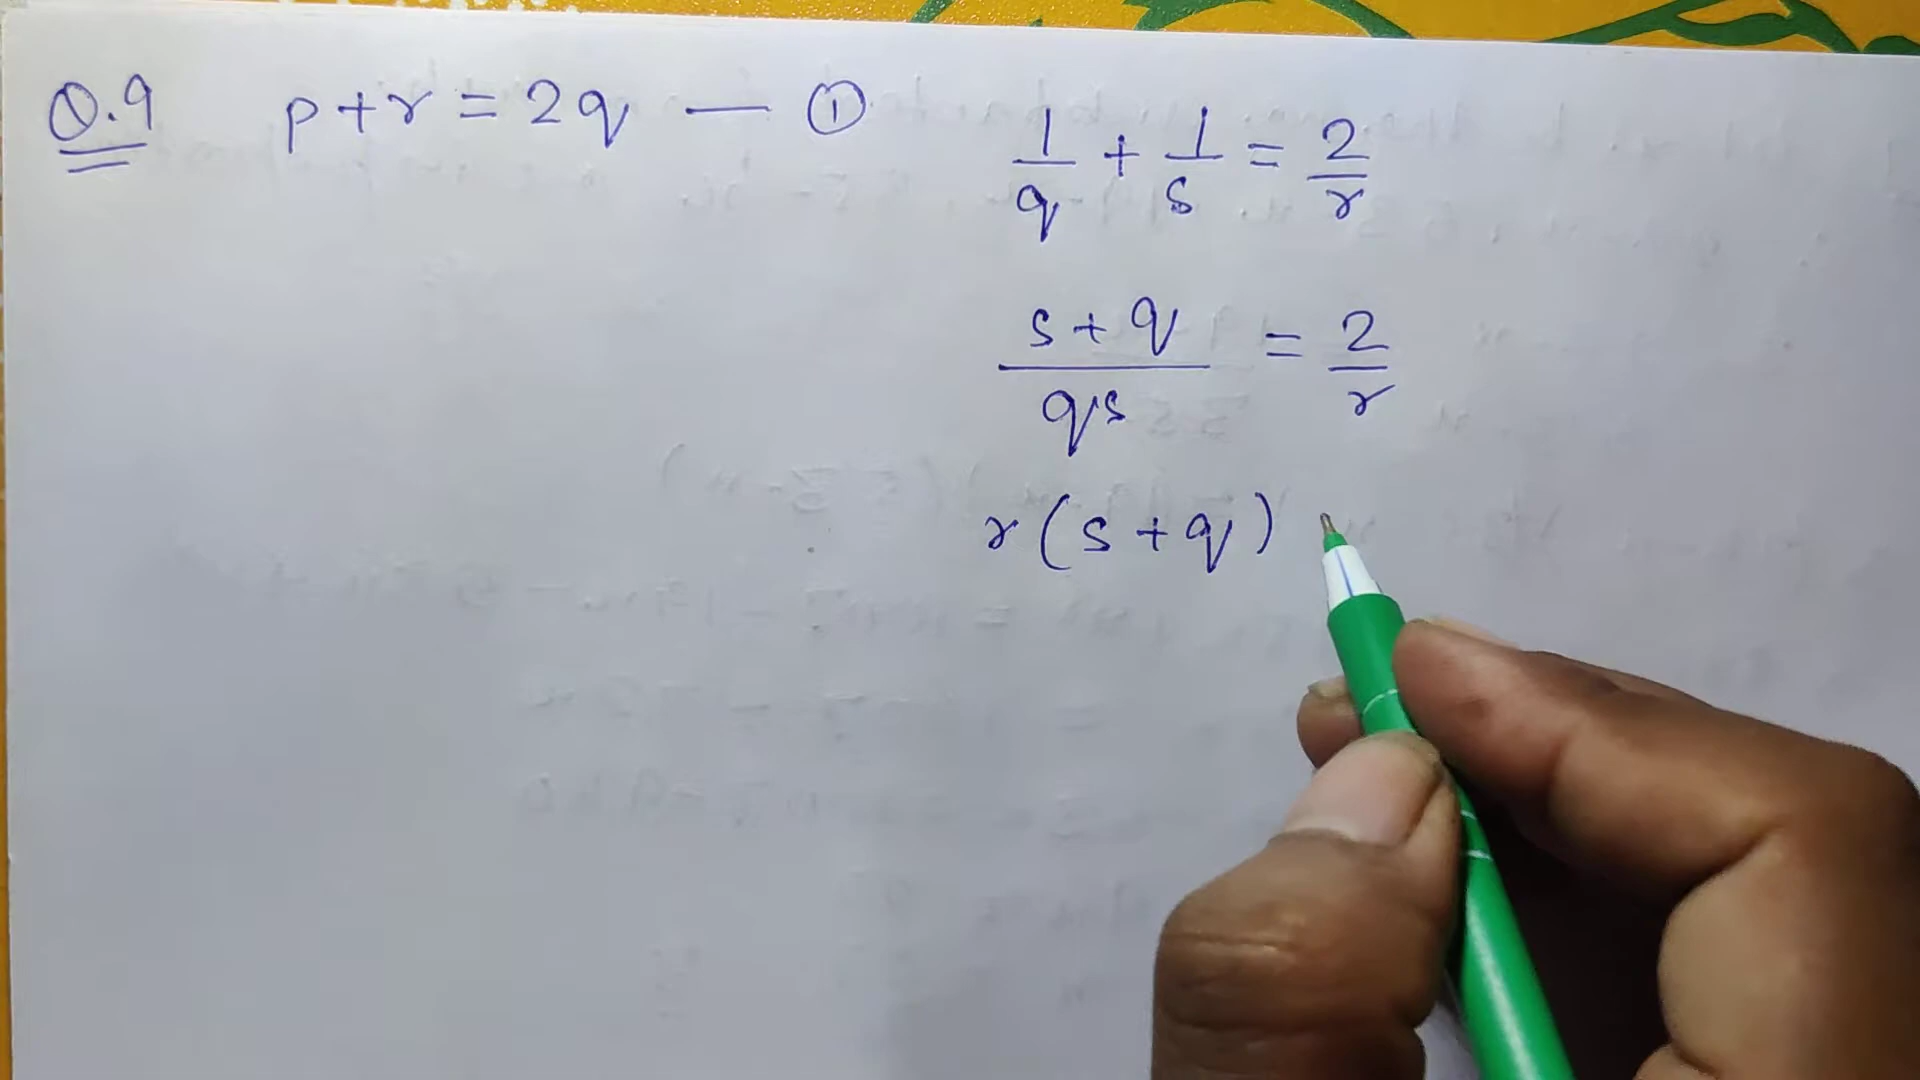 Q.9 p+r = 2q — ①
1/q + 1/s = 2/r
s+q/qs = 2/r
r(s+q)